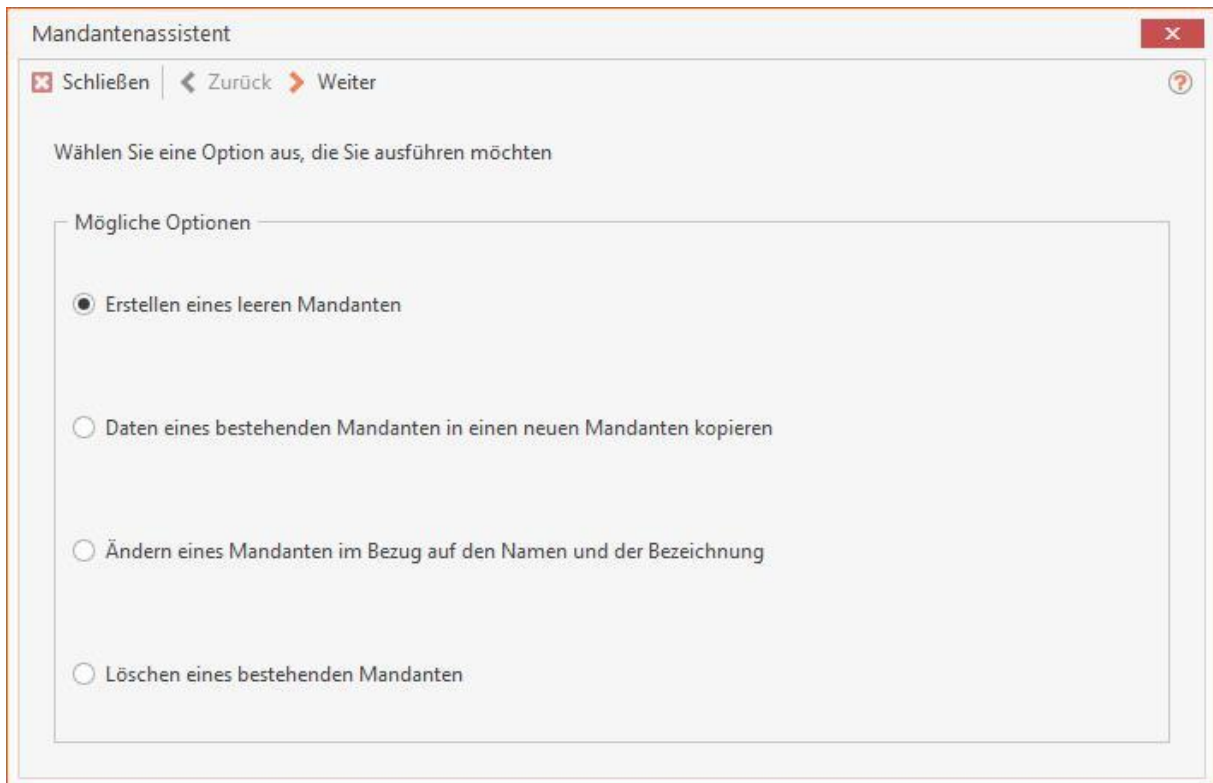 Mandantenassistent
Schließen Zurück Weiter
Wählen Sie eine Option aus, die Sie ausführen möchten
Mögliche Optionen
Erstellen eines leeren Mandanten
Daten eines bestehenden Mandanten in einen neuen Mandanten kopieren
Ändern eines Mandanten im Bezug auf den Namen und der Bezeichnung
Löschen eines bestehenden Mandanten